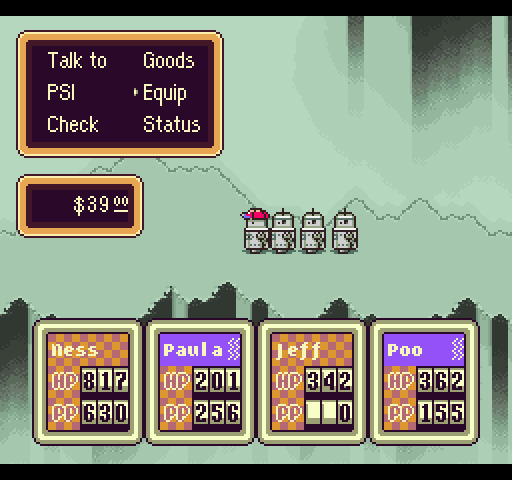 Talk to Goods
PSI Equip
Check Status
$39.00
Ness Paula Jeff Poo
HP 817 HP 201 HP 342 HP 362
PP 630 PP 256 PP 0 PP 155